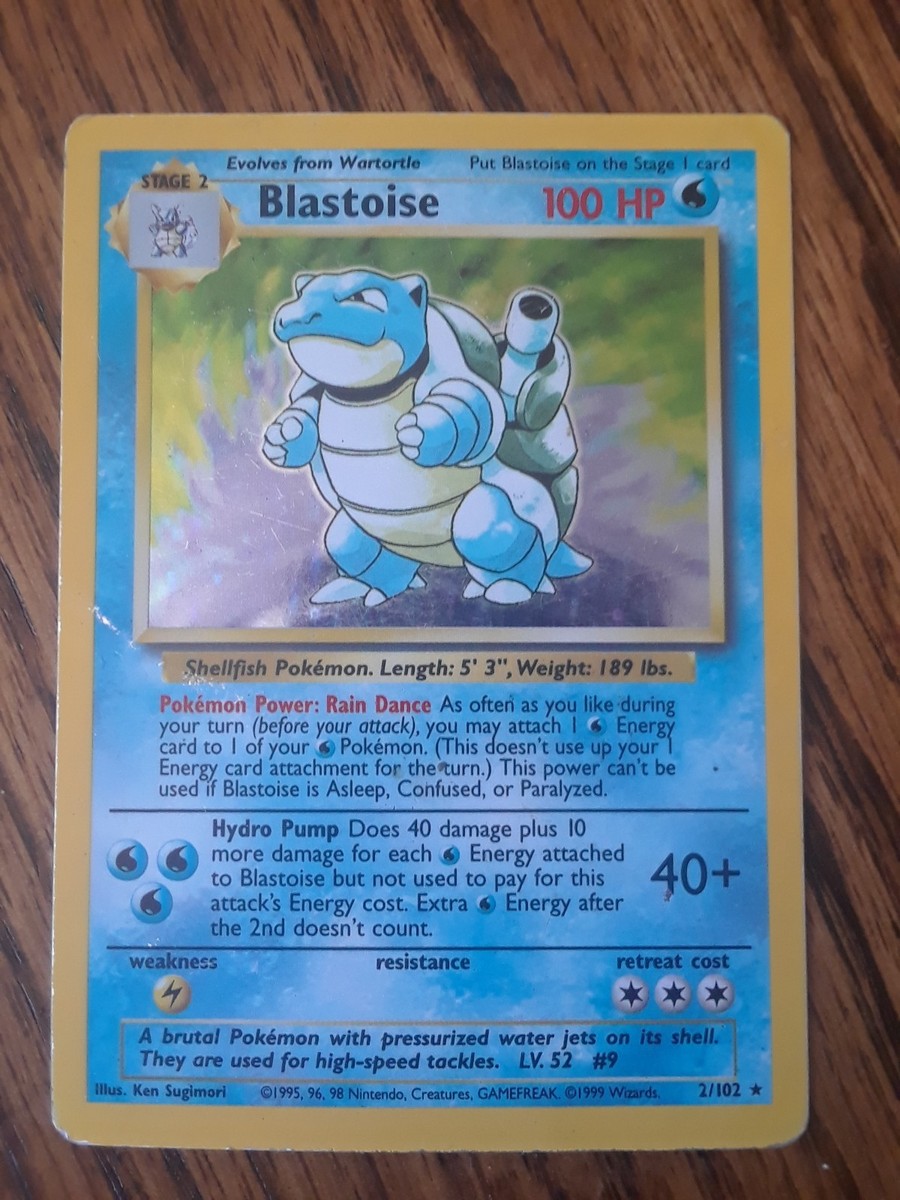 Evolves from Wartortle Put Blastoise on the Stage 1 card
STAGE 2
Blastoise 100 HP
Shellfish Pokémon. Length: 5' 3", Weight: 189 lbs.
Pokémon Power: Rain Dance As often as you like during
your turn (before your attack), you may attach 1 Energy
card to 1 of your Pokémon. (This doesn't use up your 1
Energy card attachment for the turn.) This power can't be
used if Blastoise is Asleep, Confused, or Paralyzed.
Hydro Pump Does 40 damage plus 10
more damage for each Energy attached
to Blastoise but not used to pay for this
attack's Energy cost. Extra Energy after
the 2nd doesn't count.
40+
weakness resistance retreat cost
A brutal Pokémon with pressurized water jets on its shell.
They are used for high-speed tackles. LV. 52 #9
Illus. Ken Sugimori ©1995, 96, 98 Nintendo, Creatures, GAMEFREAK. ©1999 Wizards. 2/102 ★